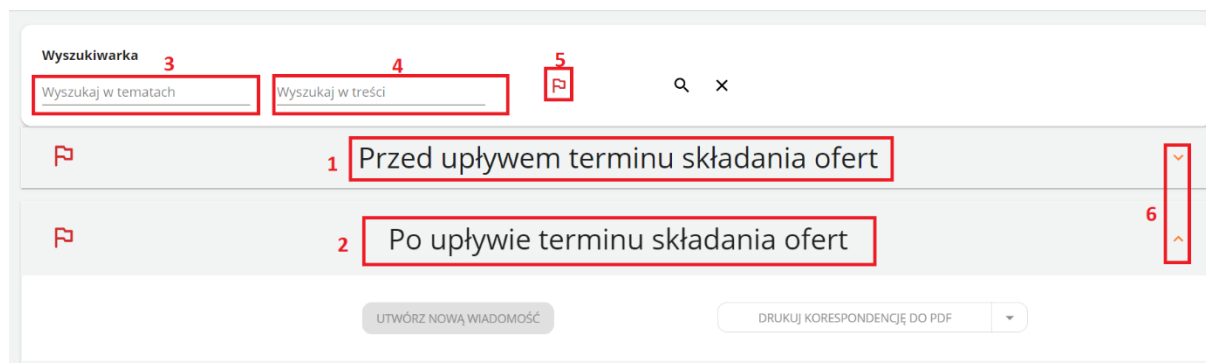 Wyszukiwarka
3 4 5
Wyszukaj w tematach Wyszukaj w treści
1 Przed upływem terminu składania ofert
6
2 Po upływie terminu składania ofert
UTWÓRZ NOWĄ WIADOMOŚĆ DRUKUJ KORESPONDENCJĘ DO PDF